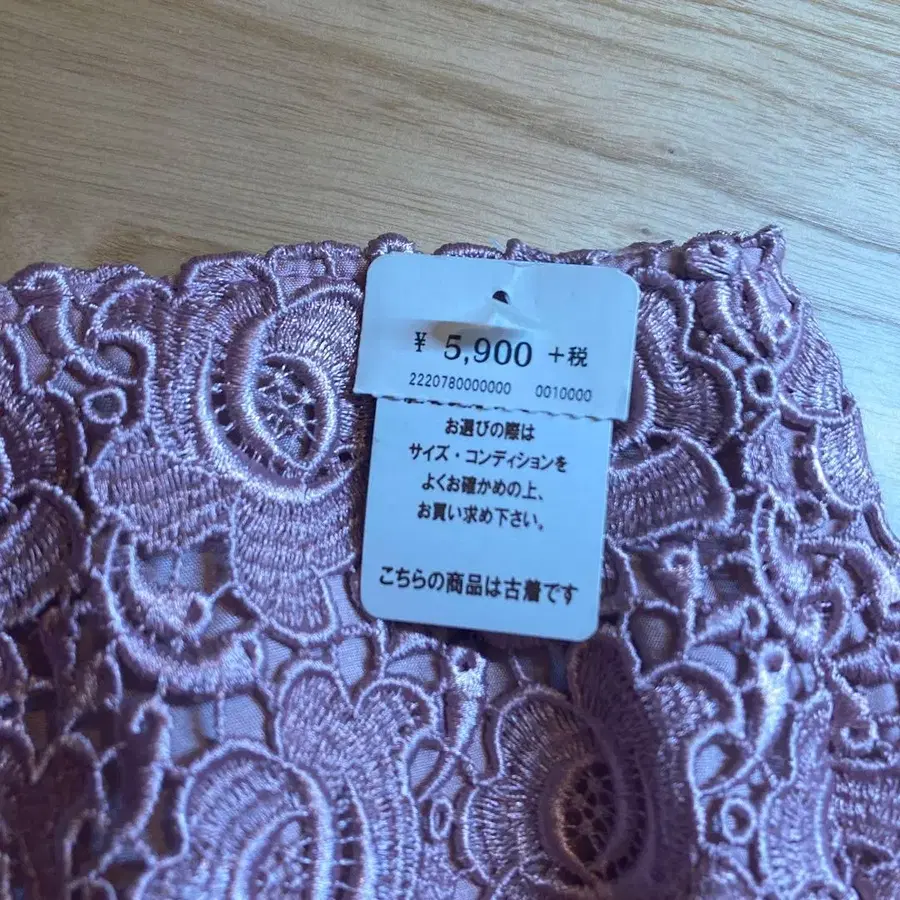 ¥ 5,900 +税
2220780000000 0010000
お選びの際は
サイズ・コンディションを
よくお確かめの上、
お買い求め下さい。
こちらの商品は古着です